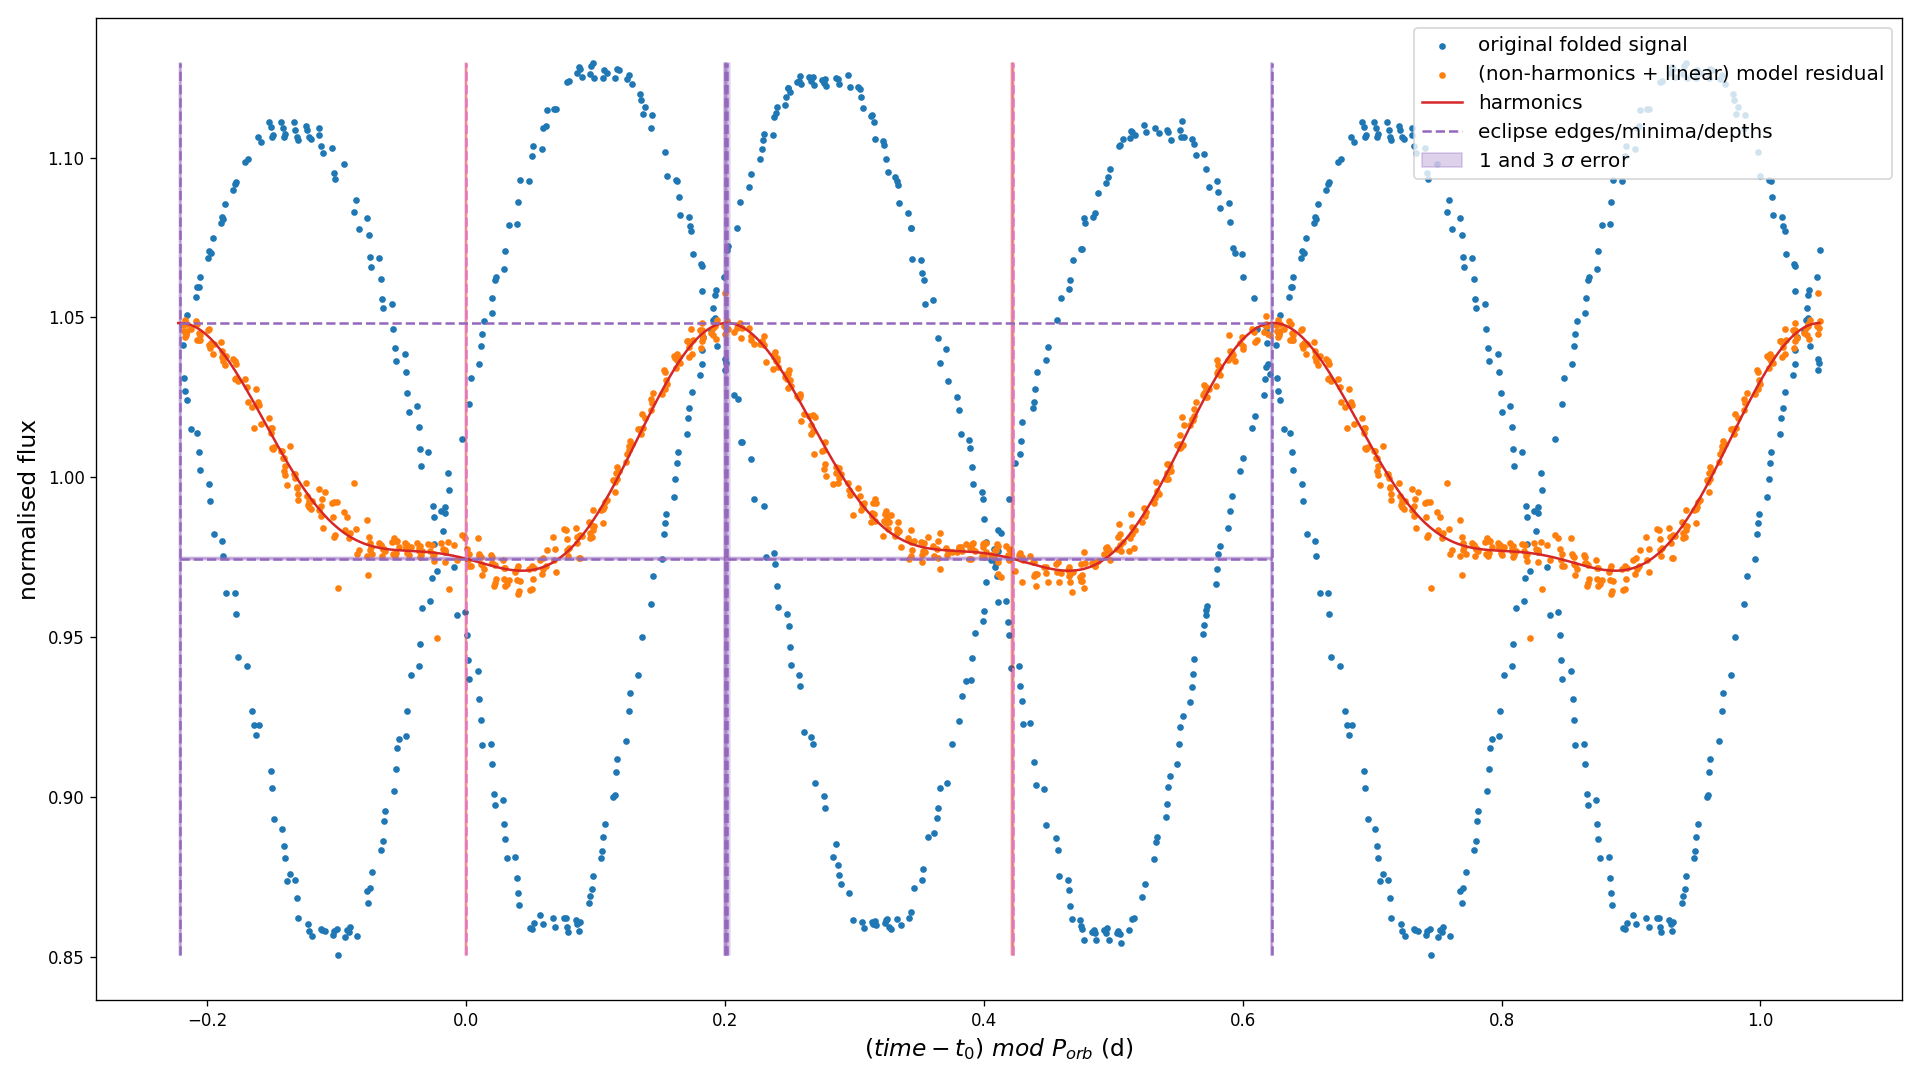 original folded signal
(non-harmonics + linear) model residual
harmonics
eclipse edges/minima/depths
1 and 3 σ error
normalised flux
1.10
1.05
1.00
0.95
0.90
0.85
−0.2 0.0 0.2 0.4 0.6 0.8 1.0
(time − t₀) mod Pₒᵣb (d)